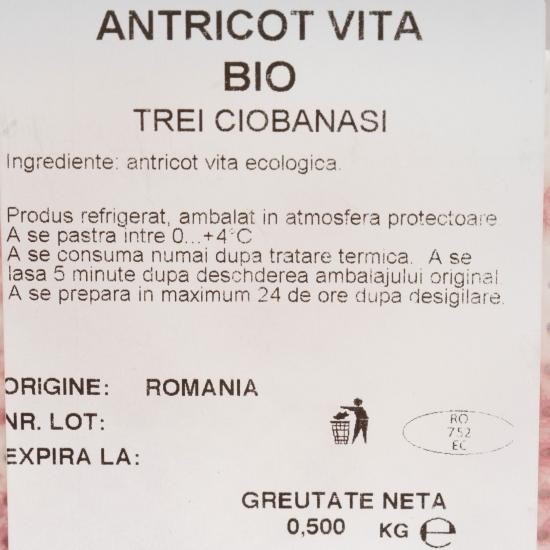 ANTRICOT VITA
BIO
TREI CIOBANASI
Ingrediente: antricot vita ecologica.
Produs refrigerat, ambalat in atmosfera protectoare.
A se pastra intre 0...+4°C
A se consuma numai dupa tratare termica. A se
lasa 5 minute dupa deschderea ambalajului original.
A se prepara in maximum 24 de ore dupa desigilare.
ORIGINE: ROMANIA
NR. LOT:
EXPIRA LA:
RO
752
EC
GREUTATE NETA
0,500 KG e